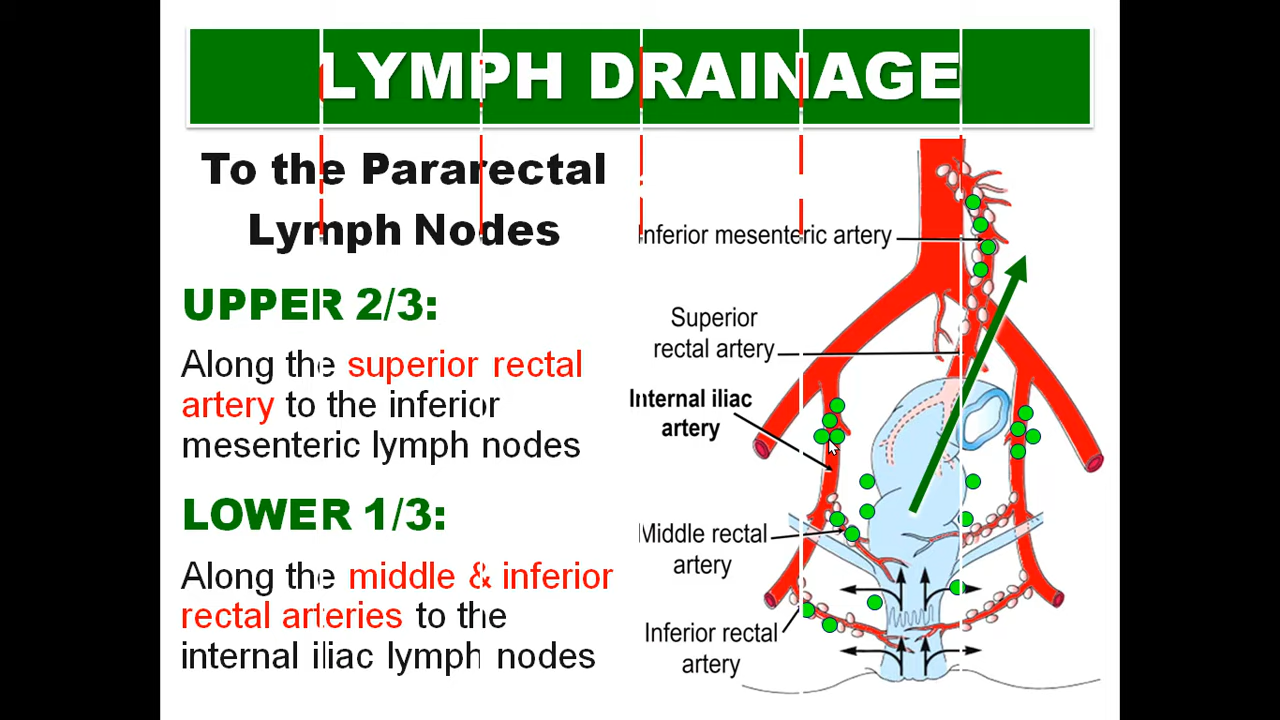 LYMPH DRAINAGE
To the Pararectal
Lymph Nodes
UPPER 2/3:
Along the superior rectal
artery to the inferior
mesenteric lymph nodes
LOWER 1/3:
Along the middle & inferior
rectal arteries to the
internal iliac lymph nodes
Inferior mesenteric artery
Superior
rectal artery
Internal iliac
artery
Middle rectal
artery
Inferior rectal
artery